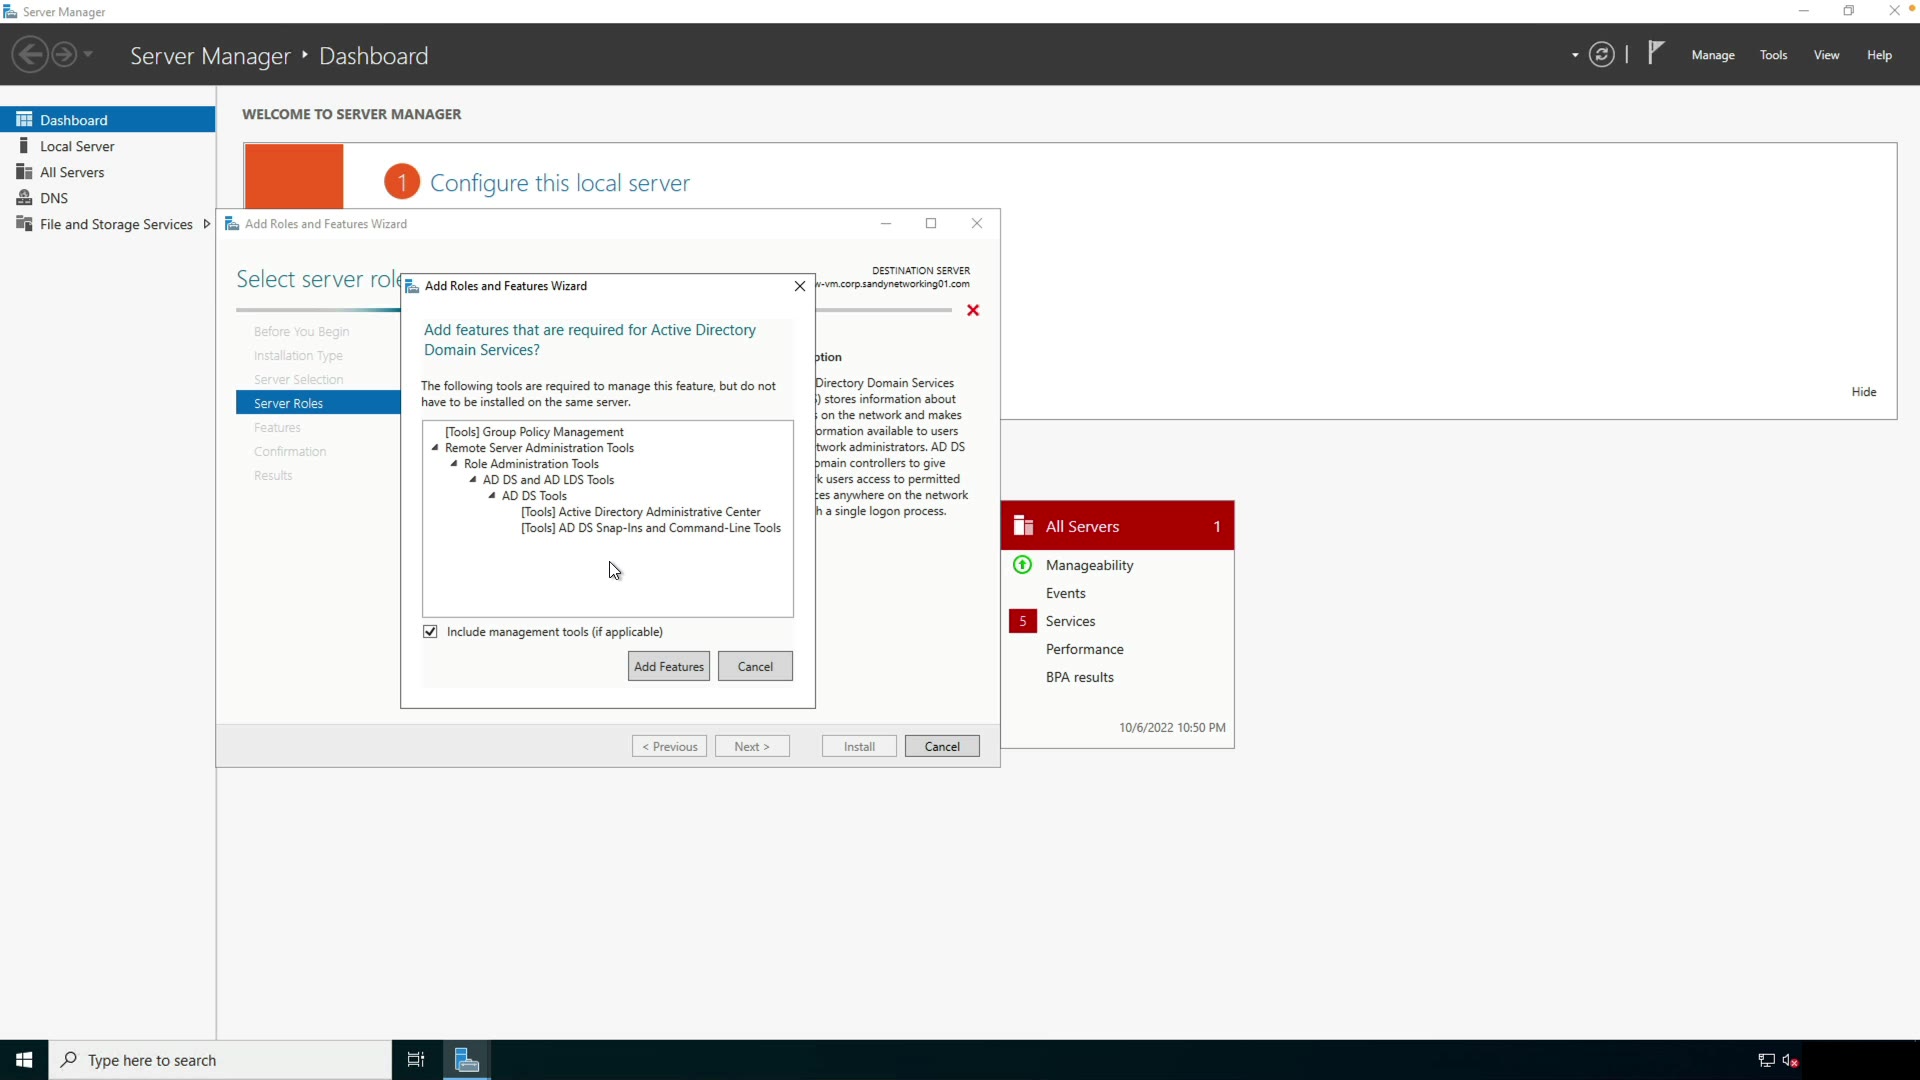 Server Manager
Server Manager ‣ Dashboard
Manage
Tools
View
Help
Dashboard
Local Server
All Servers
DNS
File and Storage Services
WELCOME TO SERVER MANAGER
1 Configure this local server
Hide
Add Roles and Features Wizard
DESTINATION SERVER
w-vm.corp.sandynetworking01.com
Before You Begin
Installation Type
Server Selection
Server Roles
Features
Confirmation
Results
Select server role
Add Roles and Features Wizard
Add features that are required for Active Directory
Domain Services?
The following tools are required to manage this feature, but do not
have to be installed on the same server.
[Tools] Group Policy Management
Remote Server Administration Tools
Role Administration Tools
AD DS and AD LDS Tools
AD DS Tools
[Tools] Active Directory Administrative Center
[Tools] AD DS Snap-Ins and Command-Line Tools
Include management tools (if applicable)
Add Features
Cancel
ption
Directory Domain Services
) stores information about
on the network and makes
ormation available to users
twork administrators. AD DS
omain controllers to give
k users access to permitted
ces anywhere on the network
h a single logon process.
< Previous
Next >
Install
Cancel
All Servers 1
Manageability
Events
5 Services
Performance
BPA results
10/6/2022 10:50 PM
Type here to search